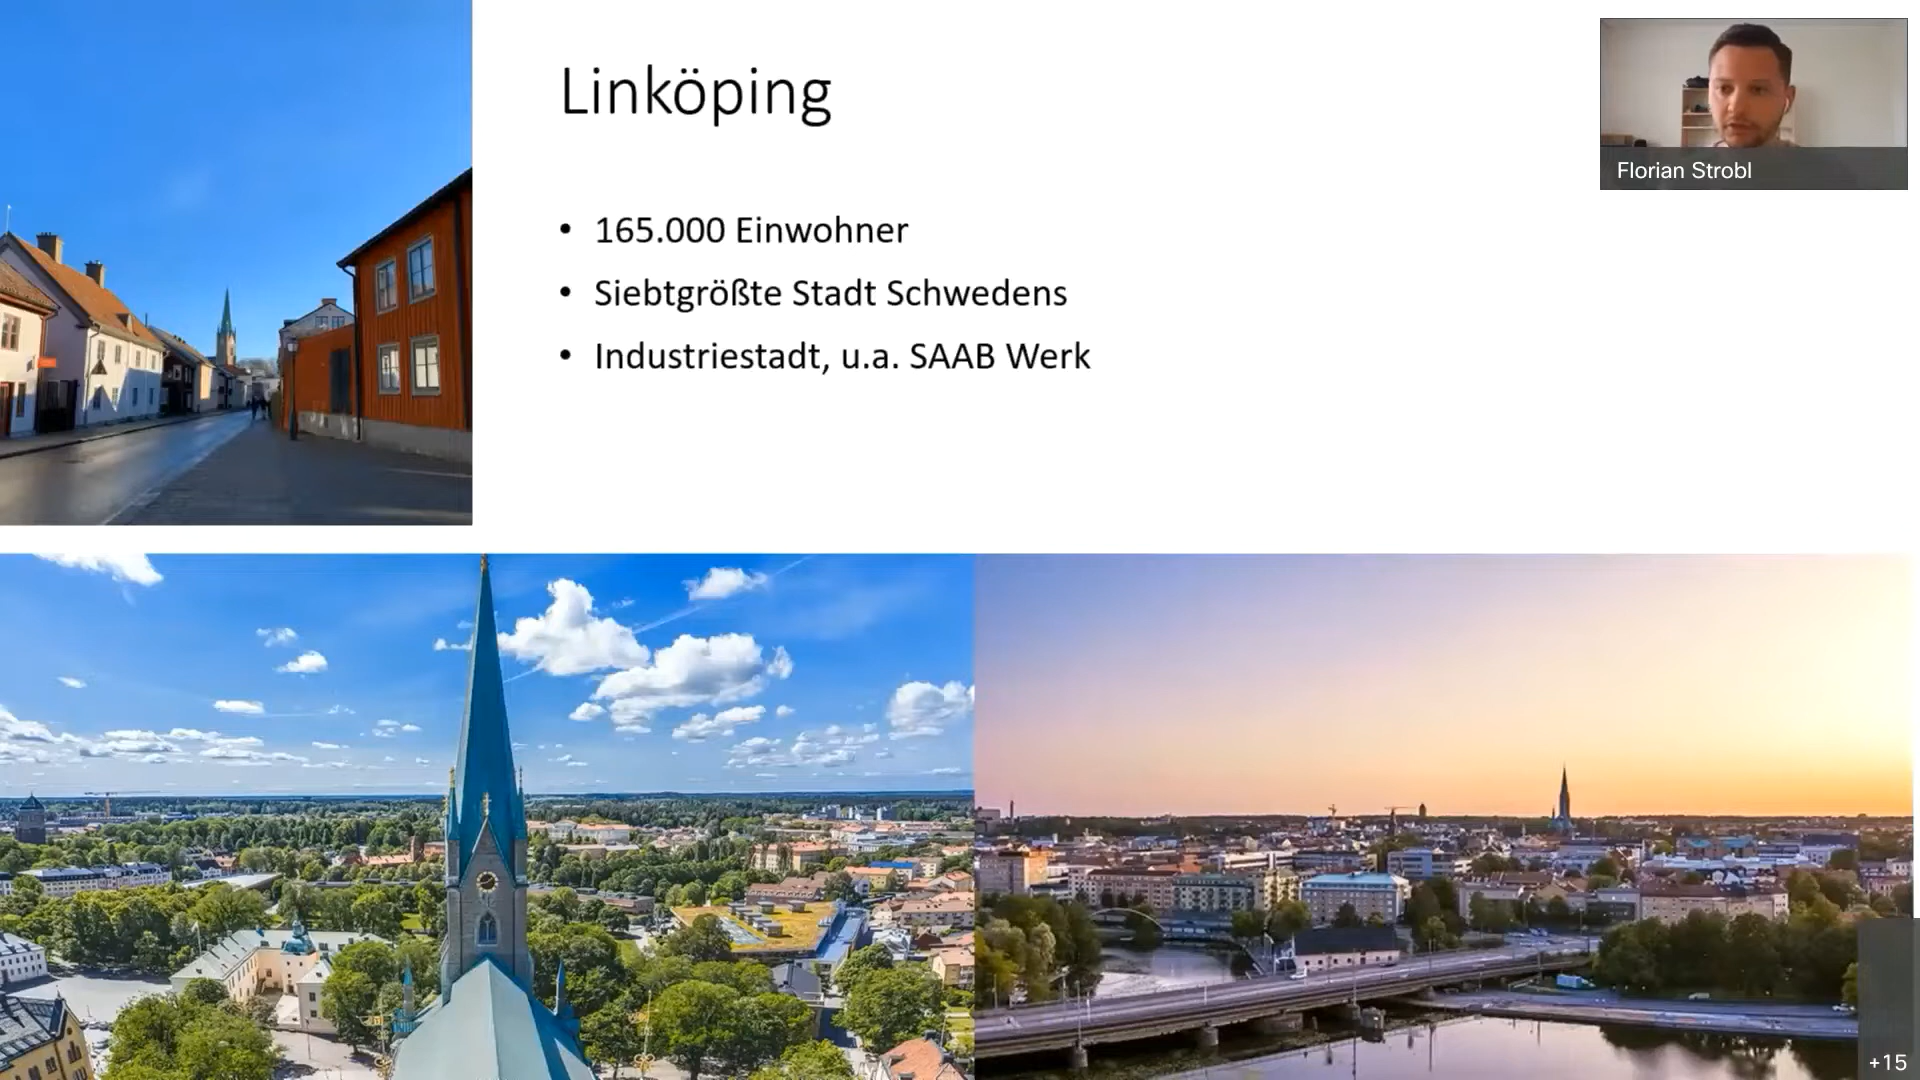 Linköping
Florian Strobl
• 165.000 Einwohner
• Siebtgrößte Stadt Schwedens
• Industriestadt, u.a. SAAB Werk
+15